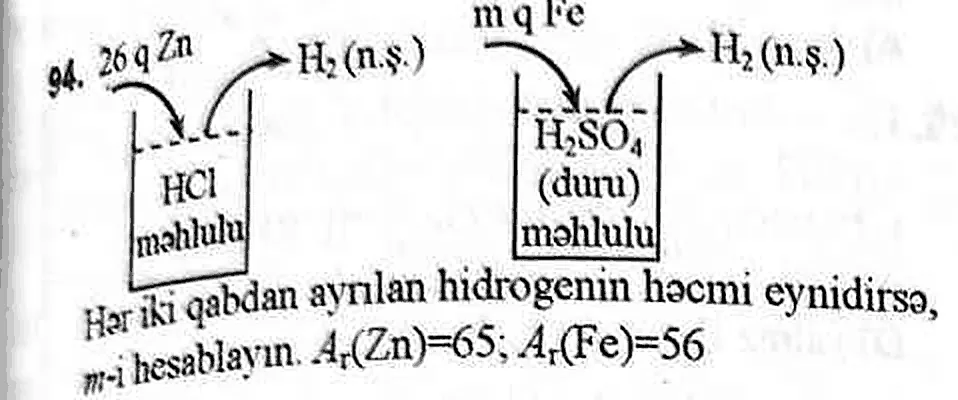 94. 26 q Zn
H₂ (n.ş.)
m q Fe
H₂ (n.ş.)
HCl
məhlulu
H₂SO₄
(duru)
məhlulu
Hər iki qabdan ayrılan hidrogenin həcmi eynidirsə,
m-i hesablayın. Aᵣ(Zn)=65; Aᵣ(Fe)=56